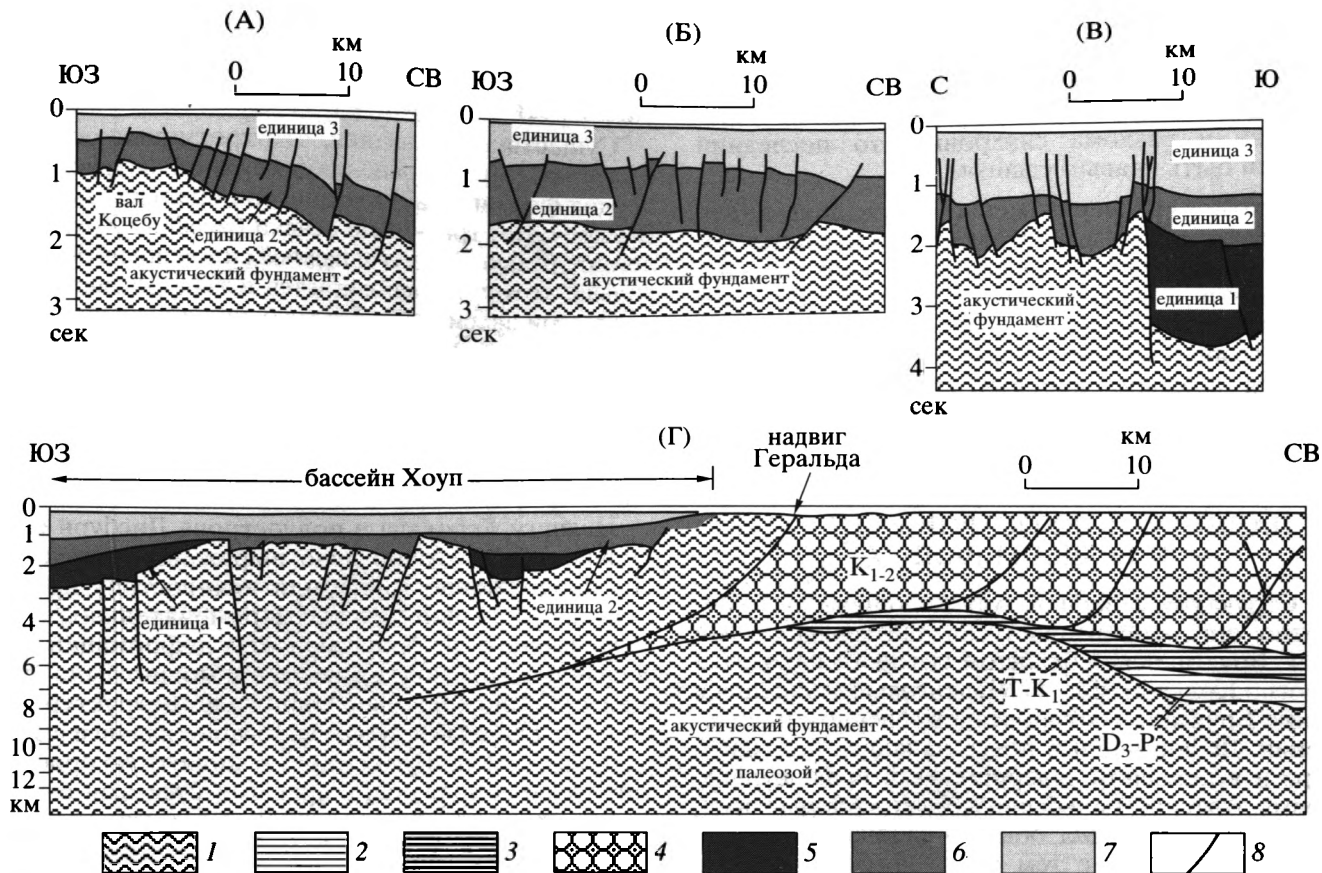 (А)
км
0 10
ЮЗ СВ
0
1
2
3
сек
единица 3
вал
Коцебу
единица 2
акустический фундамент
(Б)
км
0 10
ЮЗ СВ
0
1
2
3
сек
единица 3
единица 2
акустический фундамент
(В)
км
0 10
С Ю
0
1
2
3
4
сек
единица 3
единица 2
единица 1
акустический
фундамент
(Г)
ЮЗ
бассейн Хоуп
надвиг
Геральда
км
0 10
СВ
0
1
2
4
6
8
10
12
км
единица 1
единица 2
K1-2
T-K1
D3-P
акустический фундамент
палеозой
1 2 3 4 5 6 7 8